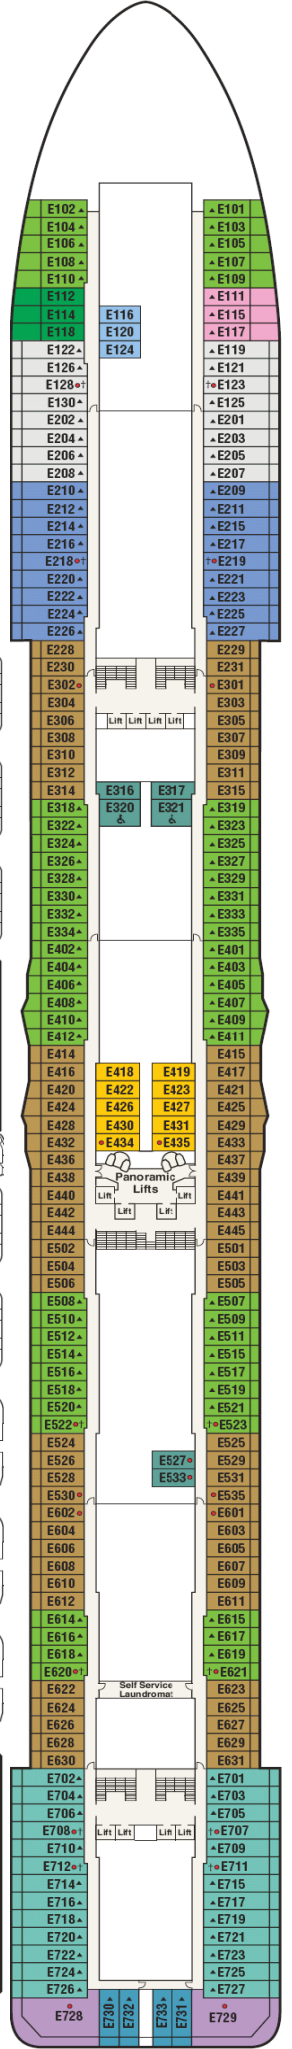 E102 E101
E104 E103
E106 E105
E108 E107
E110 E109
E112 E111
E114 E116 E115
E118 E120 E117
E122 E124 E119
E126 E121
E128 E123
E130 E125
E202 E201
E204 E203
E206 E205
E208 E207
E210 E209
E212 E211
E214 E215
E216 E217
E218 E219
E220 E221
E222 E223
E224 E225
E226 E227
E228 E229
E230 E231
E302 E301
E304 E303
E306 Lift Lift Lift Lift E305
E308 E307
E310 E309
E312 E311
E314 E316 E317 E315
E318 E320 E321 E319
E322 E323
E324 E325
E326 E327
E328 E329
E330 E331
E332 E333
E334 E335
E402 E401
E404 E403
E406 E405
E408 E407
E410 E409
E412 E411
E414 E415
E416 E418 E419 E417
E420 E422 E423 E421
E424 E426 E427 E425
E428 E430 E431 E429
E432 E434 E435 E433
E436 E437
E438 Panoramic E439
Lifts
E440 Lift Lift E441
E442 Lift Lift E443
E444 E445
E502 E501
E504 E503
E506 E505
E508 E507
E510 E509
E512 E511
E514 E515
E516 E517
E518 E519
E520 E521
E522 E523
E524 E525
E526 E527 E529
E528 E533 E531
E530 E535
E602 E601
E604 E603
E606 E605
E608 E607
E610 E609
E612 E611
E614 E615
E616 E617
E618 E619
E620 E621
E622 Self Service E623
Laundromat
E624 E625
E626 E627
E628 E629
E630 E631
E702 E701
E704 E703
E706 E705
E708 Lift Lift Lift Lift E707
E710 E709
E712 E711
E714 E715
E716 E717
E718 E719
E720 E721
E722 E723
E724 E725
E726 E727
E728 E730 E732 E733 E731 E729